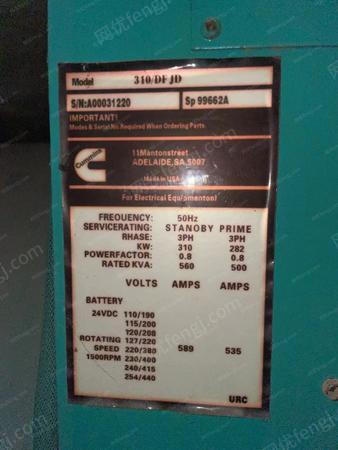 Model 310/DFJD
S/N:A00031220 Sp 99662A
IMPORTANT!
Modes & Serial No.Required When Ordering Parts
Cummins
11Mantonstreet
ADELAIDE,SA.5007
Made in USA
For Electrical Equipmenton)
FREOUENCY: 50Hz
SERVICERATING: STANOBY PRIME
RHASE: 3PH 3PH
KW: 310 282
POWERFACTOR: 0.8 0.8
RATED KVA: 560 500
VOLTS AMPS AMPS
BATTERY
24VDC 110/190
115/200
120/208
ROTATING 127/220
SPEED 220/380 589 535
1500RPM 230/400
240/415
254/440
URC